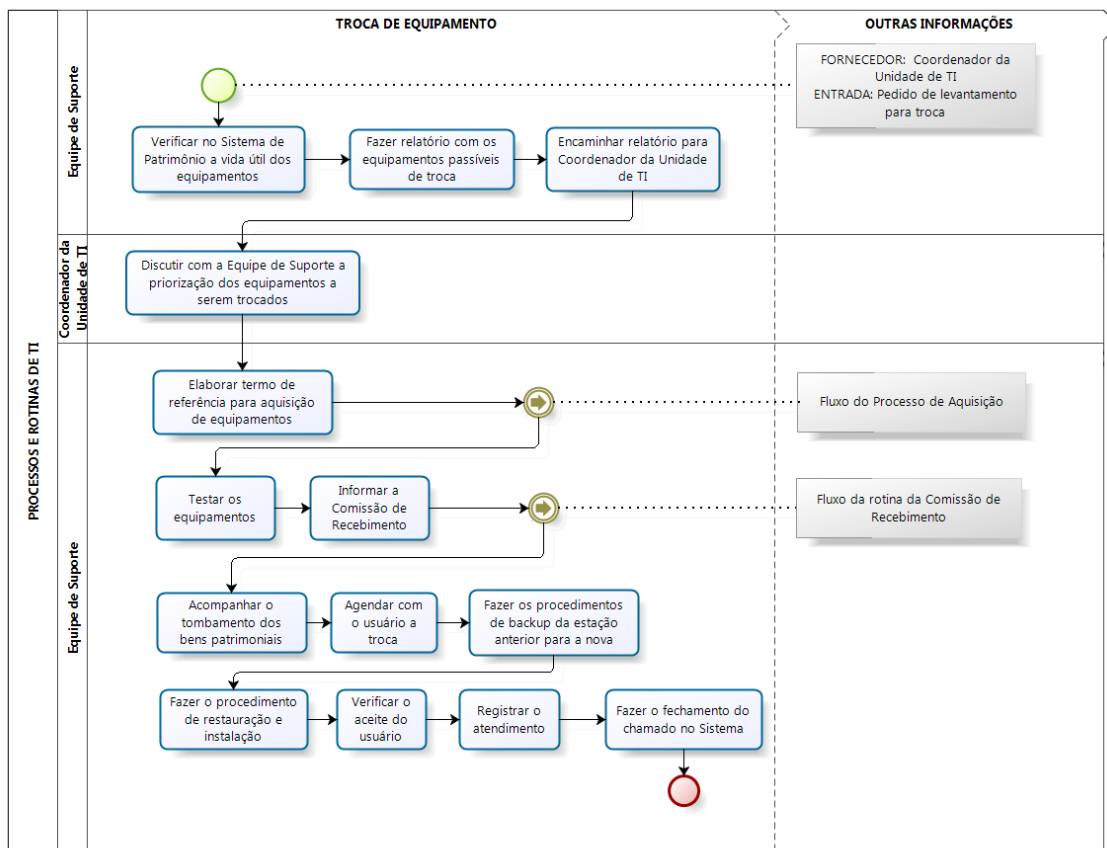 TROCA DE EQUIPAMENTO
OUTRAS INFORMAÇÕES
PROCESSOS E ROTINAS DE TI
Equipe de Suporte
FORNECEDOR: Coordenador da
Unidade de TI
ENTRADA: Pedido de levantamento
para troca
Verificar no Sistema de
Patrimônio a vida útil dos
equipamentos
Fazer relatório com os
equipamentos passíveis
de troca
Encaminhar relatório para
Coordenador da Unidade
de TI
Coordenador da
Unidade de TI
Discutir com a Equipe de Suporte a
priorização dos equipamentos a
serem trocados
Equipe de Suporte
Elaborar termo de
referência para aquisição
de equipamentos
Fluxo do Processo de Aquisição
Testar os
equipamentos
Informar a
Comissão de
Recebimento
Fluxo da rotina da Comissão de
Recebimento
Acompanhar o
tombamento dos
bens patrimoniais
Agendar com
o usuário a
troca
Fazer os procedimentos
de backup da estação
anterior para a nova
Fazer o procedimento
de restauração e
instalação
Verificar o
aceite do
usuário
Registrar o
atendimento
Fazer o fechamento do
chamado no Sistema